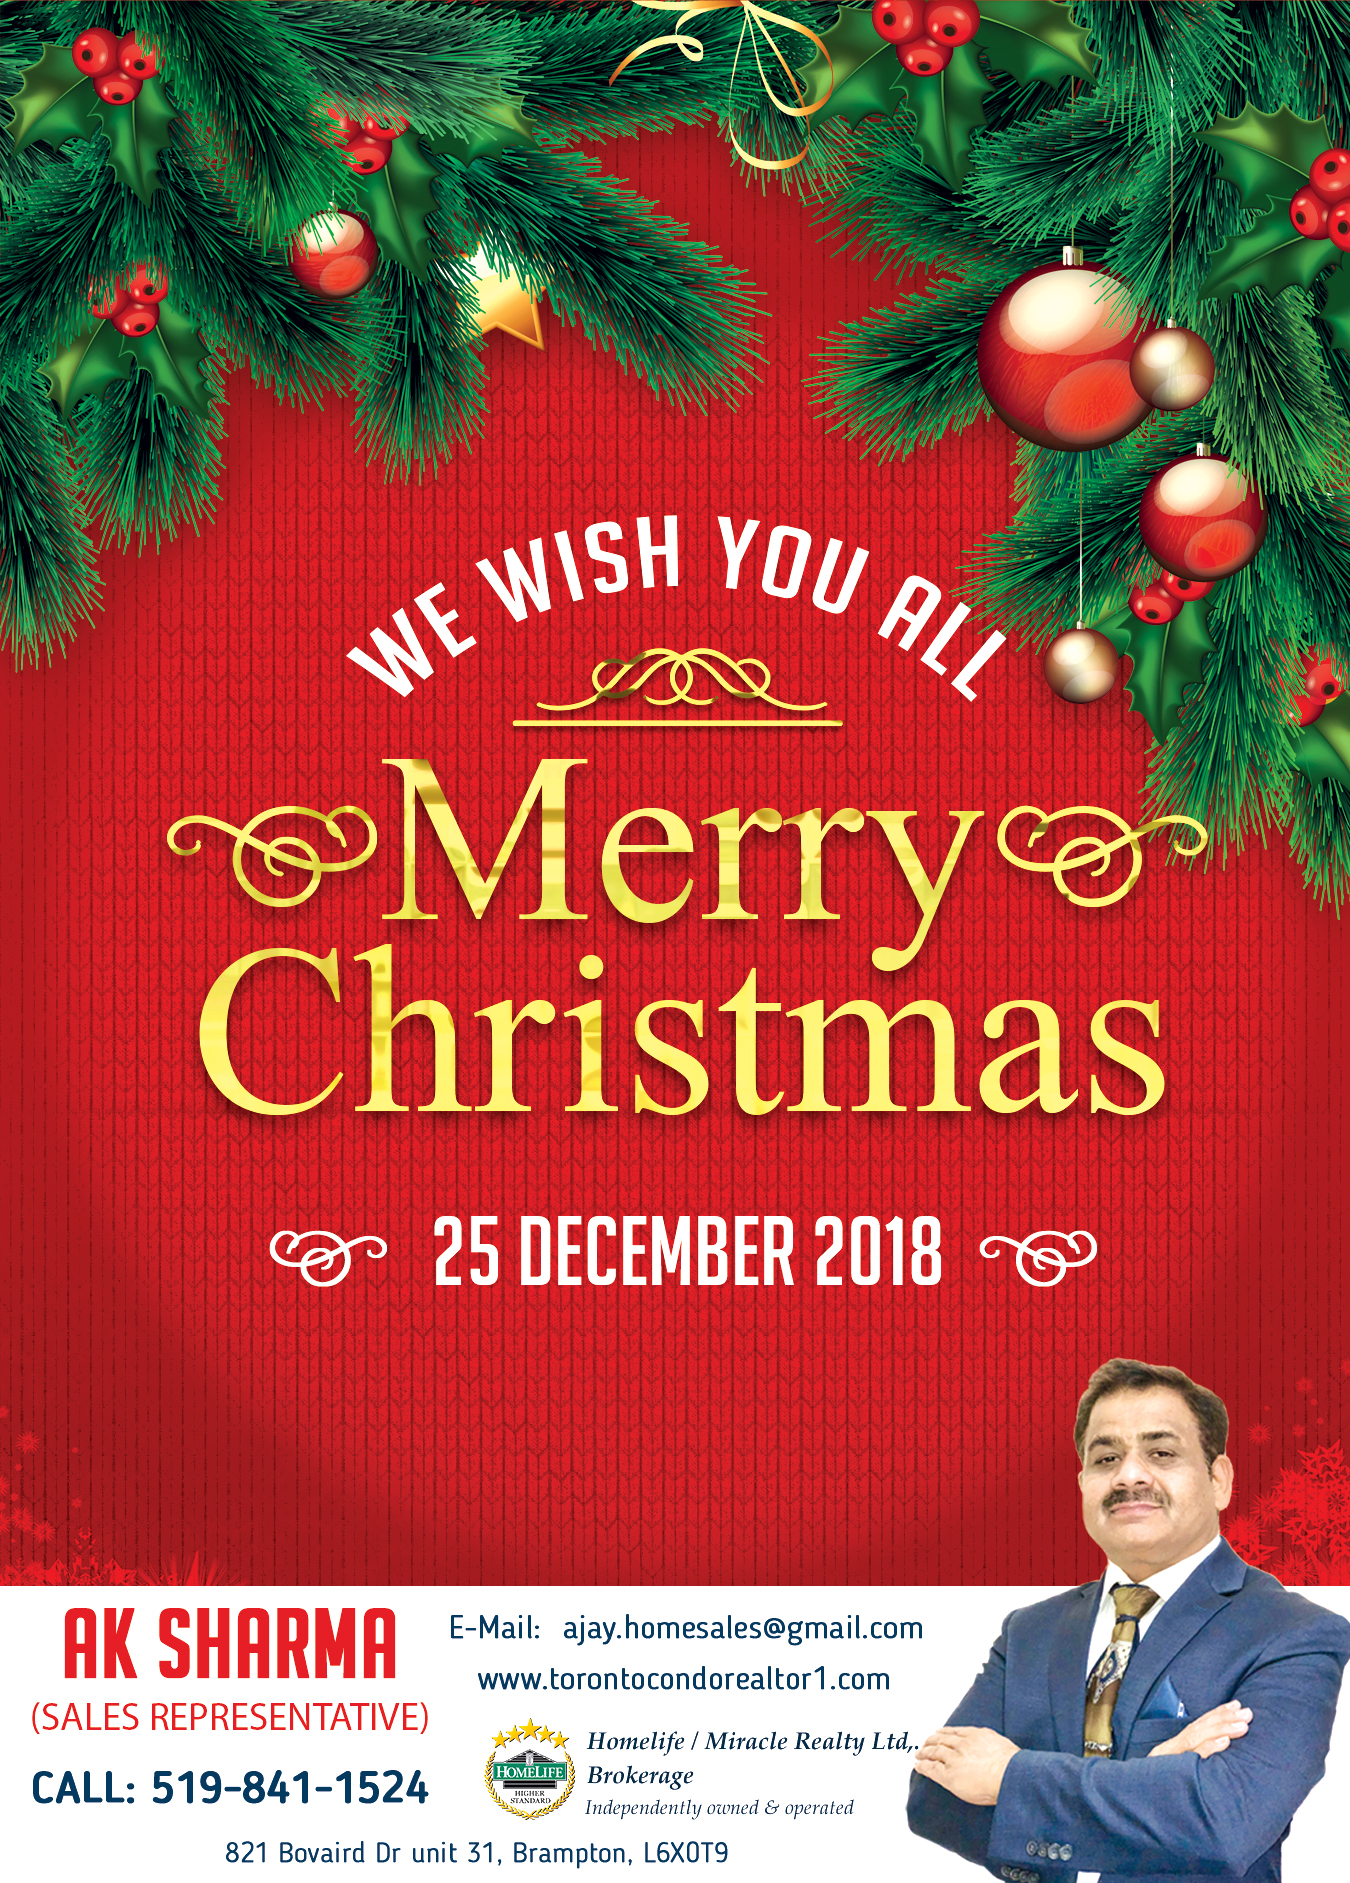 WE WISH YOU ALL
Merry
Christmas
25 DECEMBER 2018
AK SHARMA
(SALES REPRESENTATIVE)
CALL: 519-841-1524
E-Mail: ajay.homesales@gmail.com
www.torontocondorealtor1.com
HOMELIFE
HIGHER
STANDARD
Homelife / Miracle Realty Ltd,.
Brokerage
Independently owned & operated
821 Bovaird Dr unit 31, Brampton, L6X0T9